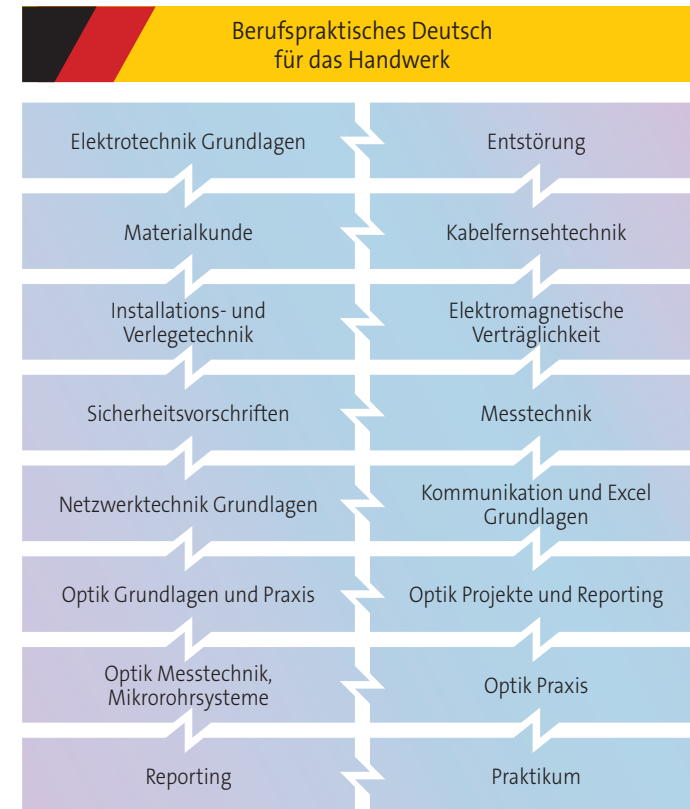 Berufspraktisches Deutsch
für das Handwerk
Elektrotechnik Grundlagen
Entstörung
Materialkunde
Kabelfernsehtechnik
Installations- und
Verlegetechnik
Elektromagnetische
Verträglichkeit
Sicherheitsvorschriften
Messtechnik
Netzwerktechnik Grundlagen
Kommunikation und Excel
Grundlagen
Optik Grundlagen und Praxis
Optik Projekte und Reporting
Optik Messtechnik,
Mikrorohrsysteme
Optik Praxis
Reporting
Praktikum